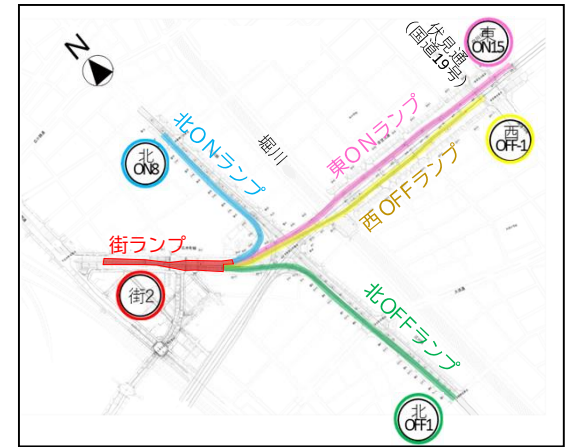 N
伏見通
(国道19号)
東
ON15
西
OFF-1
東ONランプ
西OFFランプ
堀川
北ONランプ
北
ON8
街ランプ
街2
北OFFランプ
北
OFF1